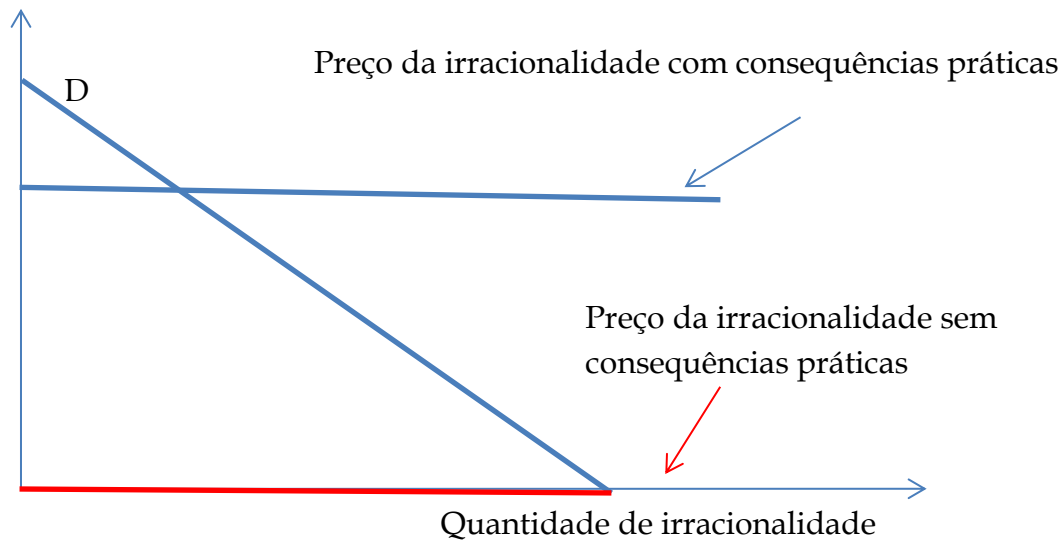 Preço da irracionalidade com consequências práticas
D
Preço da irracionalidade sem
consequências práticas
Quantidade de irracionalidade